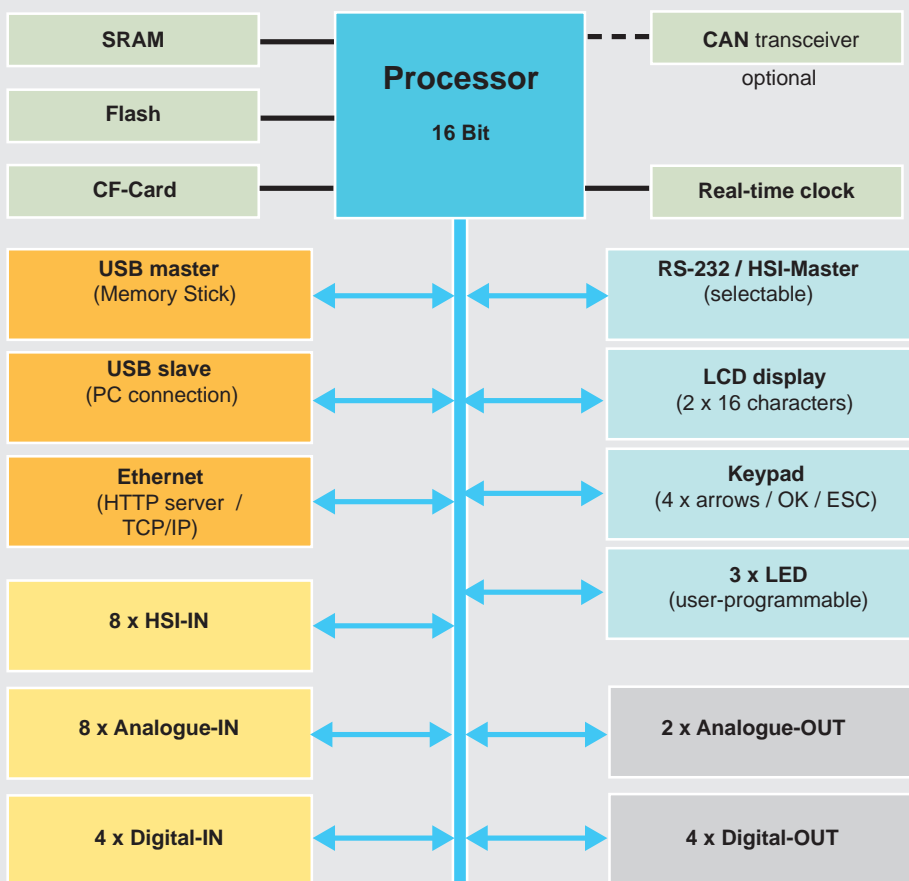 SRAM
Flash
CF-Card
Processor
16 Bit
CAN transceiver
optional
Real-time clock
USB master
(Memory Stick)
USB slave
(PC connection)
Ethernet
(HTTP server /
TCP/IP)
8 x HSI-IN
8 x Analogue-IN
4 x Digital-IN
RS-232 / HSI-Master
(selectable)
LCD display
(2 x 16 characters)
Keypad
(4 x arrows / OK / ESC)
3 x LED
(user-programmable)
2 x Analogue-OUT
4 x Digital-OUT